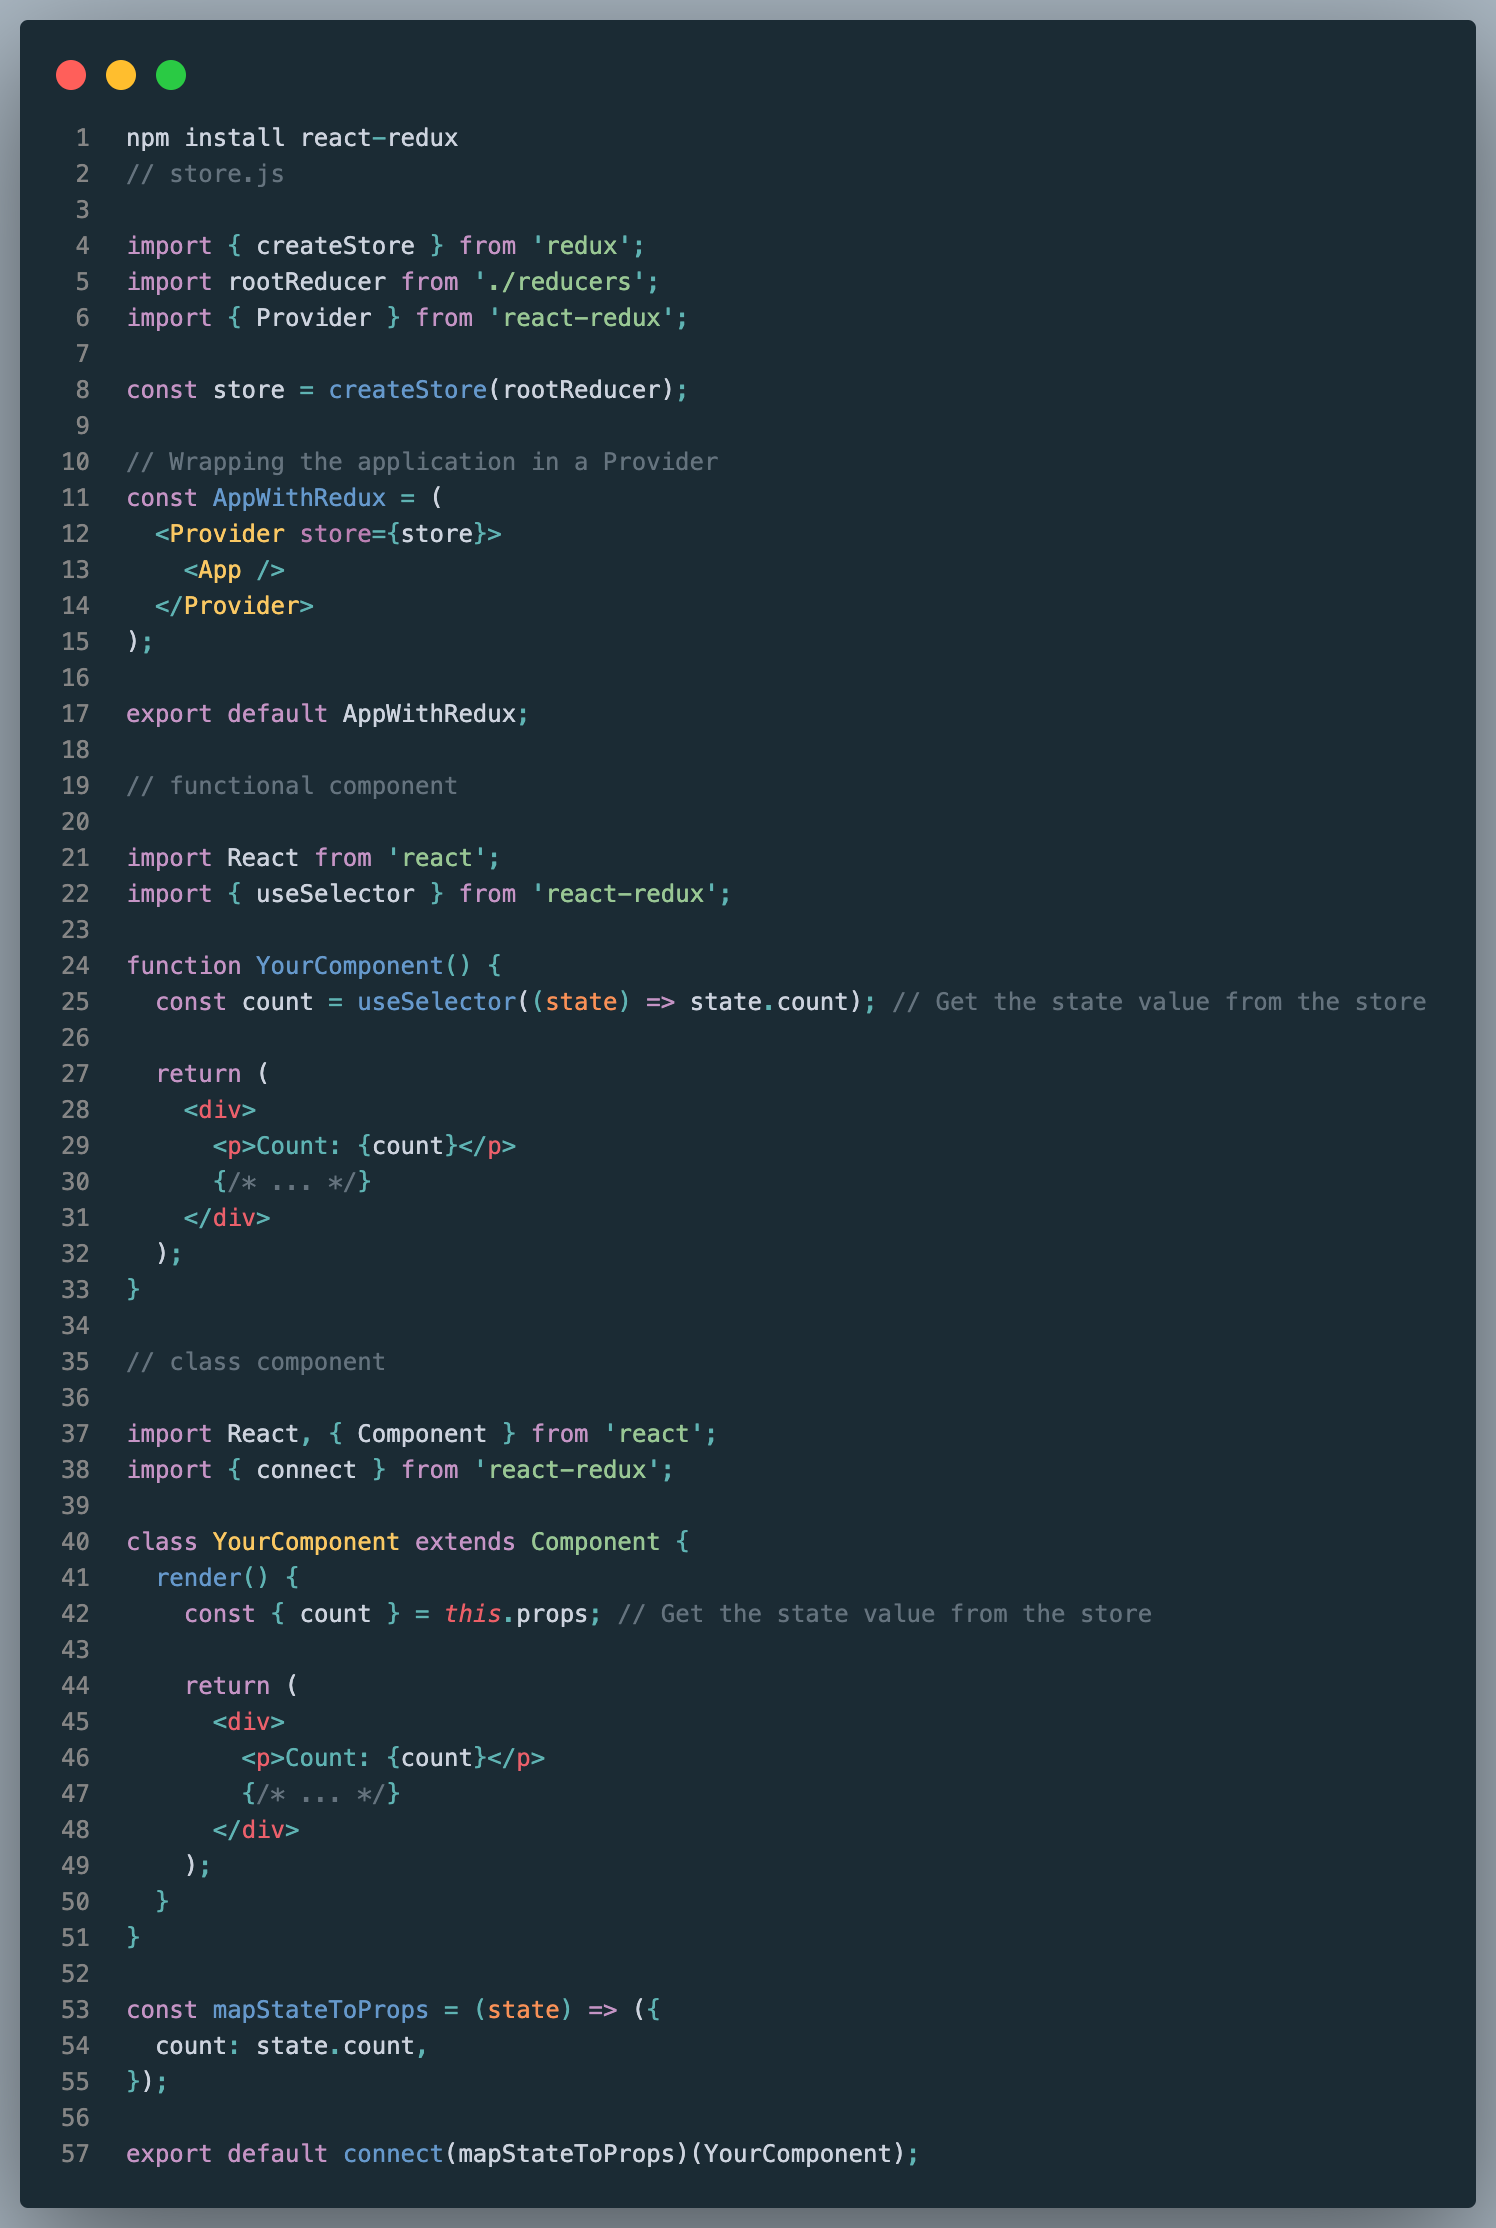 1 npm install react-redux
2 // store.js
3
4 import { createStore } from 'redux';
5 import rootReducer from './reducers';
6 import { Provider } from 'react-redux';
7
8 const store = createStore(rootReducer);
9
10 // Wrapping the application in a Provider
11 const AppWithRedux = (
12   <Provider store={store}>
13     <App />
14   </Provider>
15 );
16
17 export default AppWithRedux;
18
19 // functional component
20
21 import React from 'react';
22 import { useSelector } from 'react-redux';
23
24 function YourComponent() {
25   const count = useSelector((state) => state.count); // Get the state value from the store
26
27   return (
28     <div>
29       <p>Count: {count}</p>
30       {/* ... */}
31     </div>
32   );
33 }
34
35 // class component
36
37 import React, { Component } from 'react';
38 import { connect } from 'react-redux';
39
40 class YourComponent extends Component {
41   render() {
42     const { count } = this.props; // Get the state value from the store
43
44     return (
45       <div>
46         <p>Count: {count}</p>
47         {/* ... */}
48       </div>
49     );
50   }
51 }
52
53 const mapStateToProps = (state) => ({
54   count: state.count,
55 });
56
57 export default connect(mapStateToProps)(YourComponent);